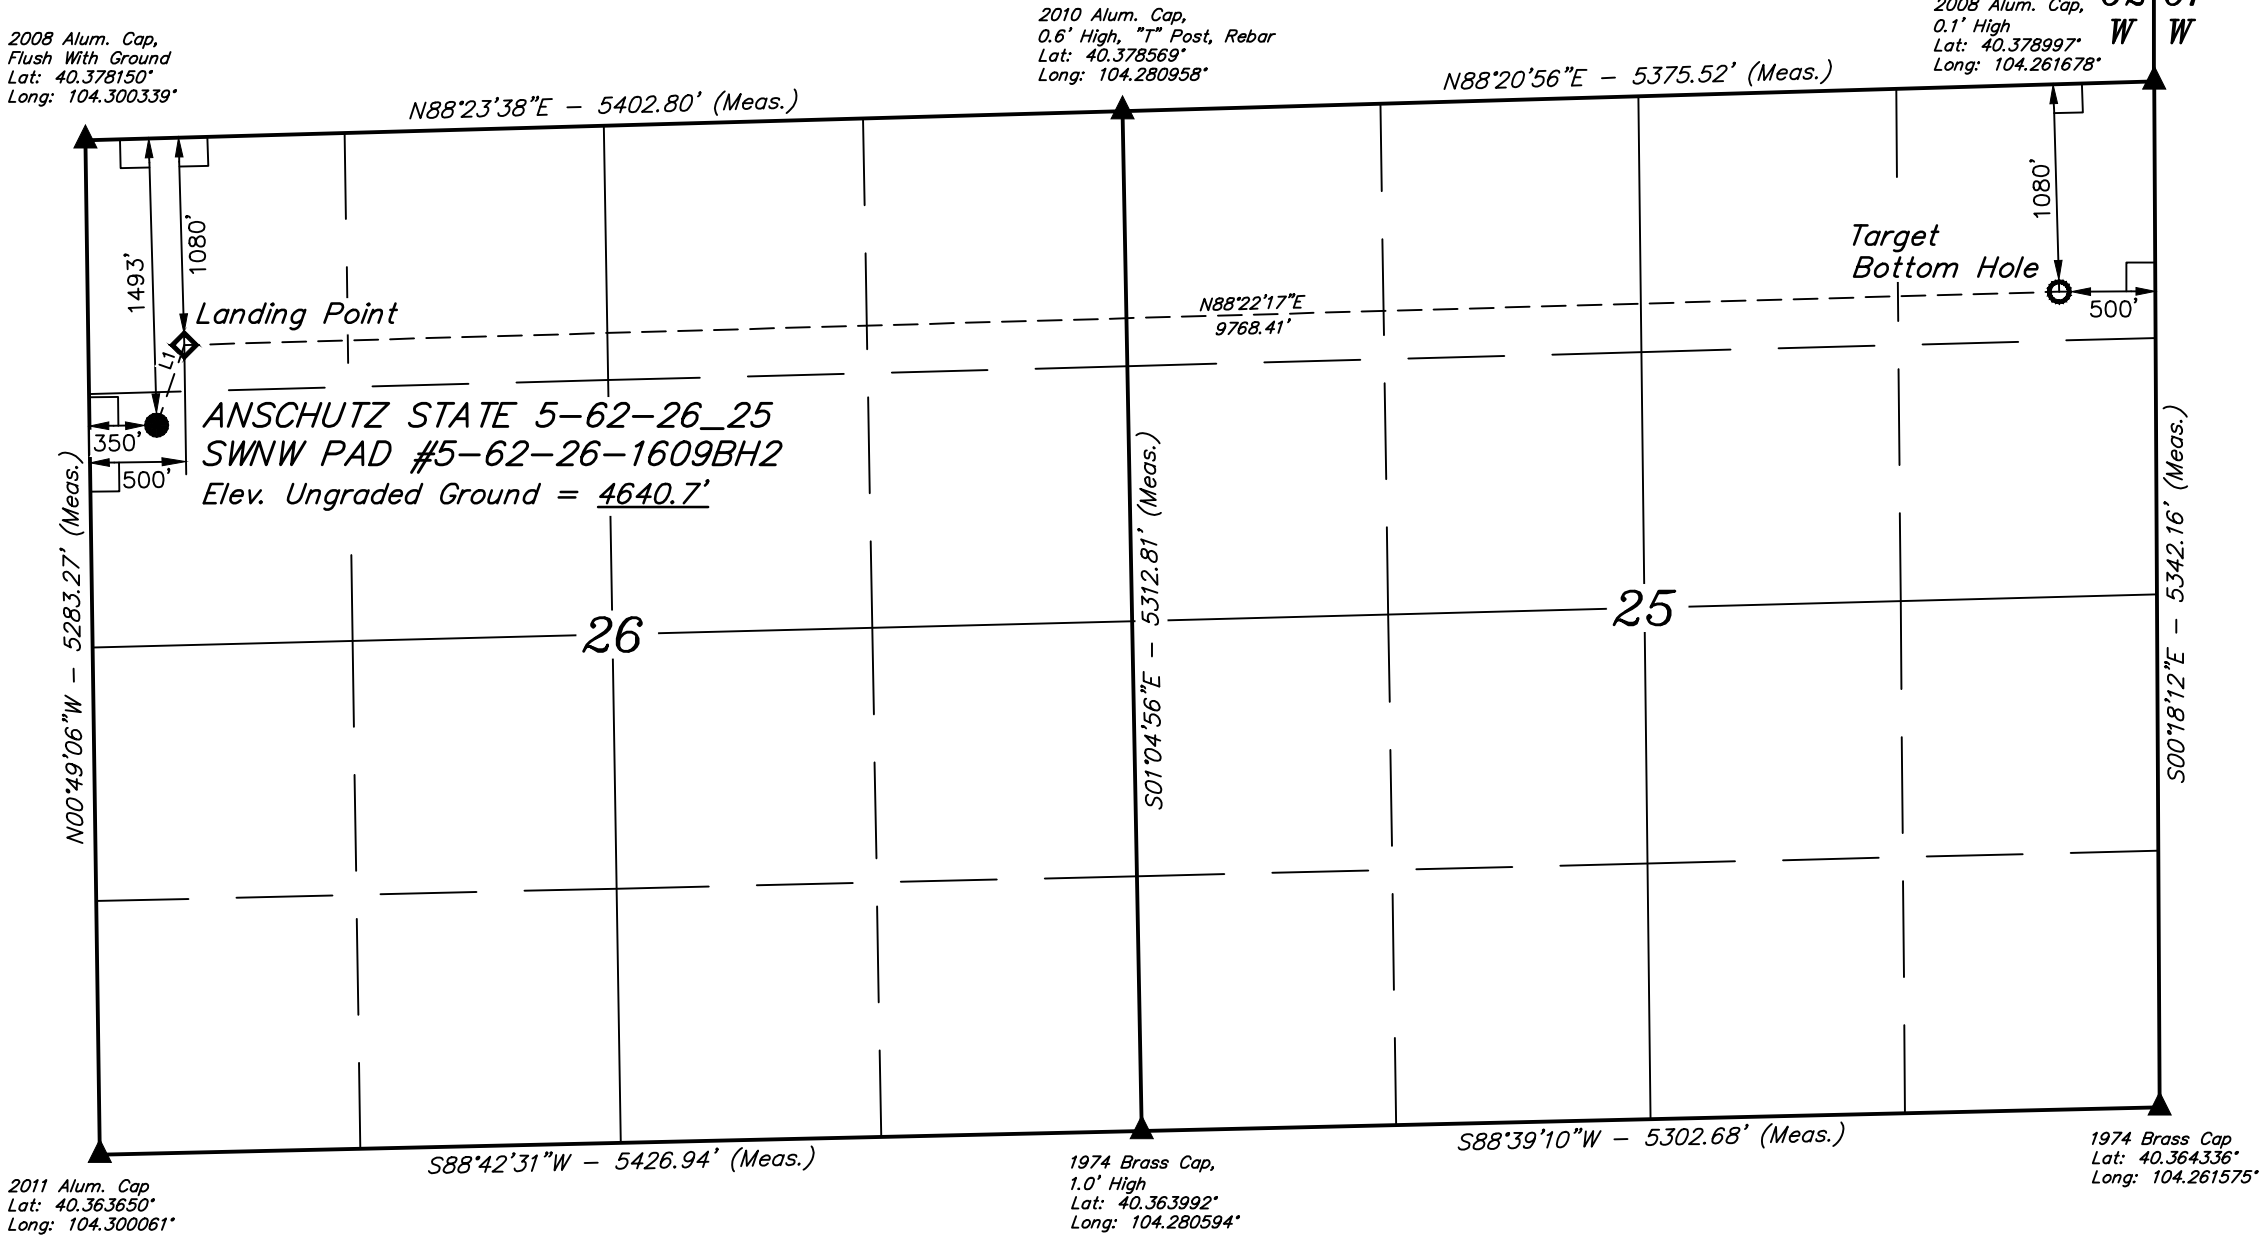 2008 Alum. Cap,
Flush With Ground
Lat: 40.378150°
Long: 104.300339°
2010 Alum. Cap,
0.6' High, "T" Post, Rebar
Lat: 40.378569°
Long: 104.280958°
2008 Alum. Cap,
0.1' High
Lat: 40.378997°
Long: 104.261678°
W W
N88°23'38"E - 5402.80' (Meas.)
N88°20'56"E - 5375.52' (Meas.)
1493'
1080'
1080'
Landing Point
L1
N88°22'17"E
9768.41'
Target
Bottom Hole
500'
350'
500'
ANSCHUTZ STATE 5-62-26_25
SWNW PAD #5-62-26-1609BH2
Elev. Ungraded Ground = 4640.7'
N00°49'06"W - 5283.27' (Meas.)
S01°04'56"E - 5312.81' (Meas.)
S00°18'12"E - 5342.16' (Meas.)
26
25
S88°42'31"W - 5426.94' (Meas.)
S88°39'10"W - 5302.68' (Meas.)
2011 Alum. Cap
Lat: 40.363650°
Long: 104.300061°
1974 Brass Cap,
1.0' High
Lat: 40.363992°
Long: 104.280594°
1974 Brass Cap
Lat: 40.364336°
Long: 104.261575°